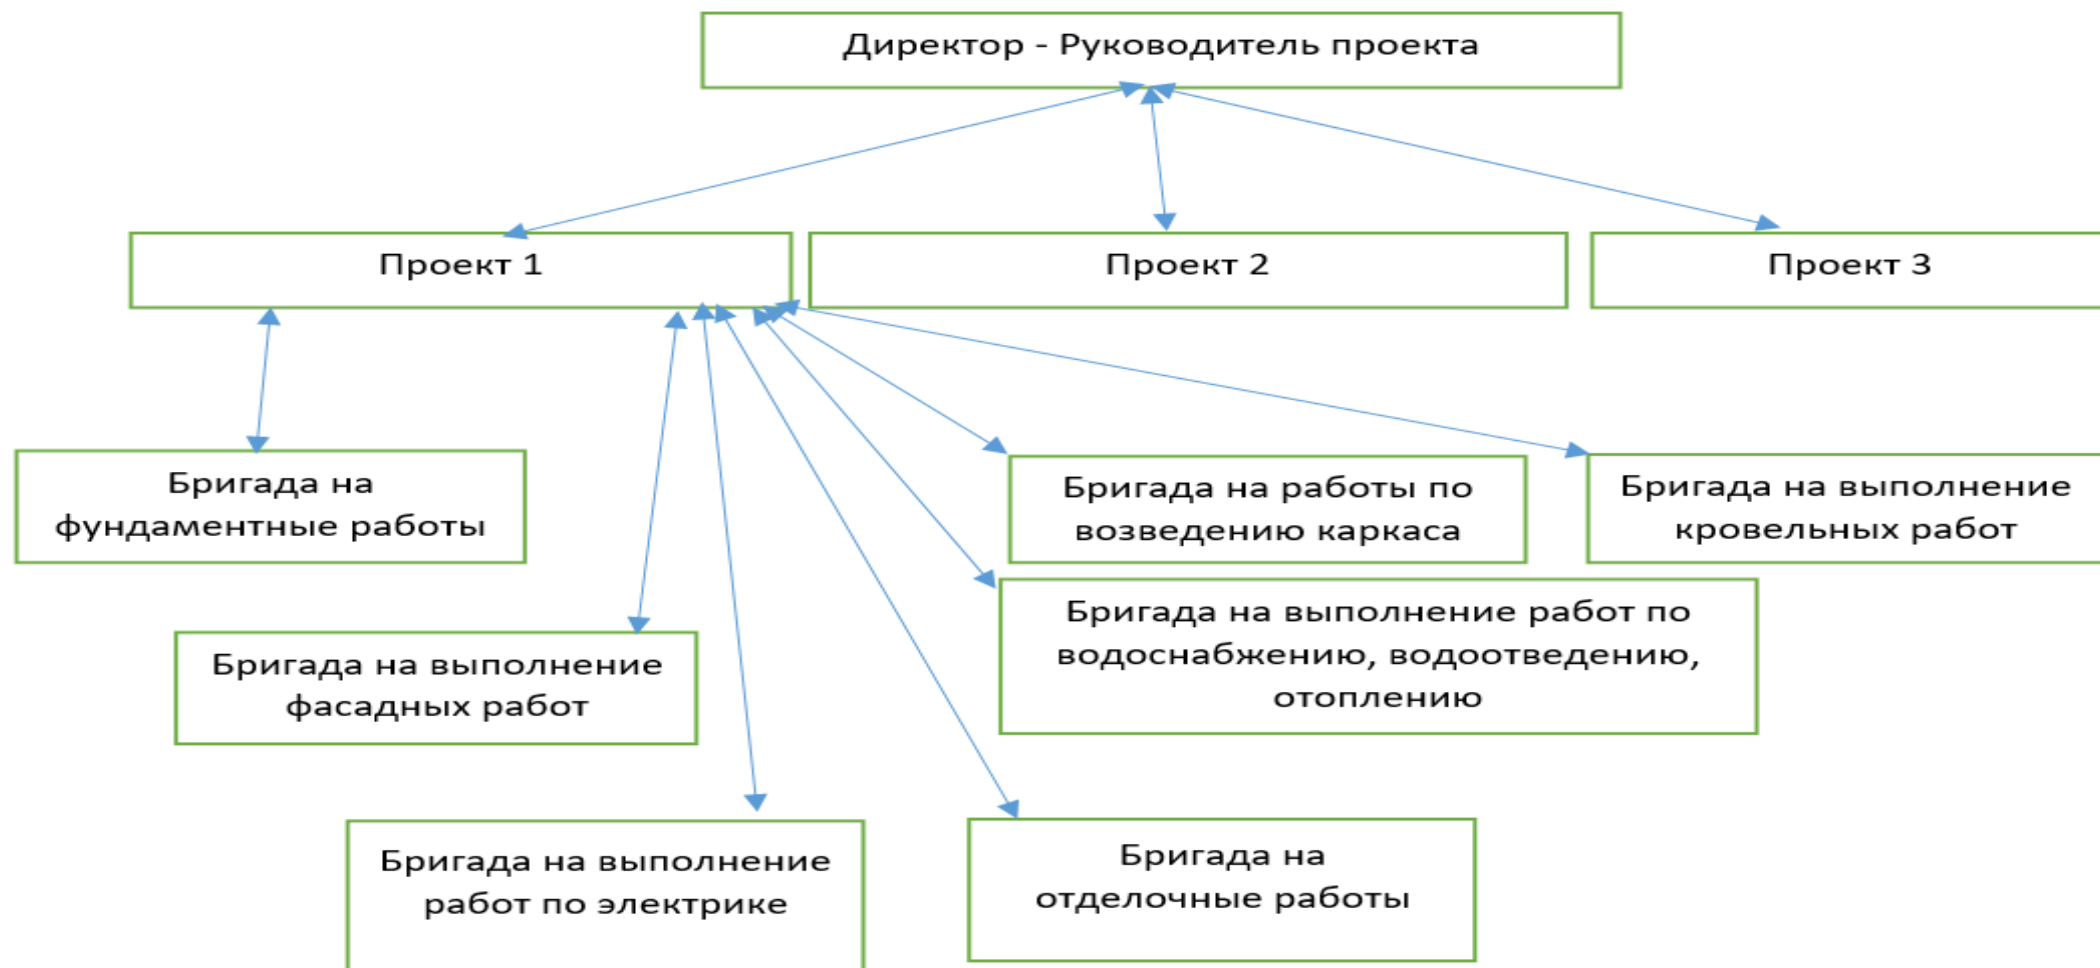 Директор - Руководитель проекта
Проект 1
Проект 2
Проект 3
Бригада на
фундаментные работы
Бригада на работы по
возведению каркаса
Бригада на выполнение
кровельных работ
Бригада на выполнение работ по
водоснабжению, водоотведению,
отоплению
Бригада на выполнение
фасадных работ
Бригада на выполнение
работ по электрике
Бригада на
отделочные работы